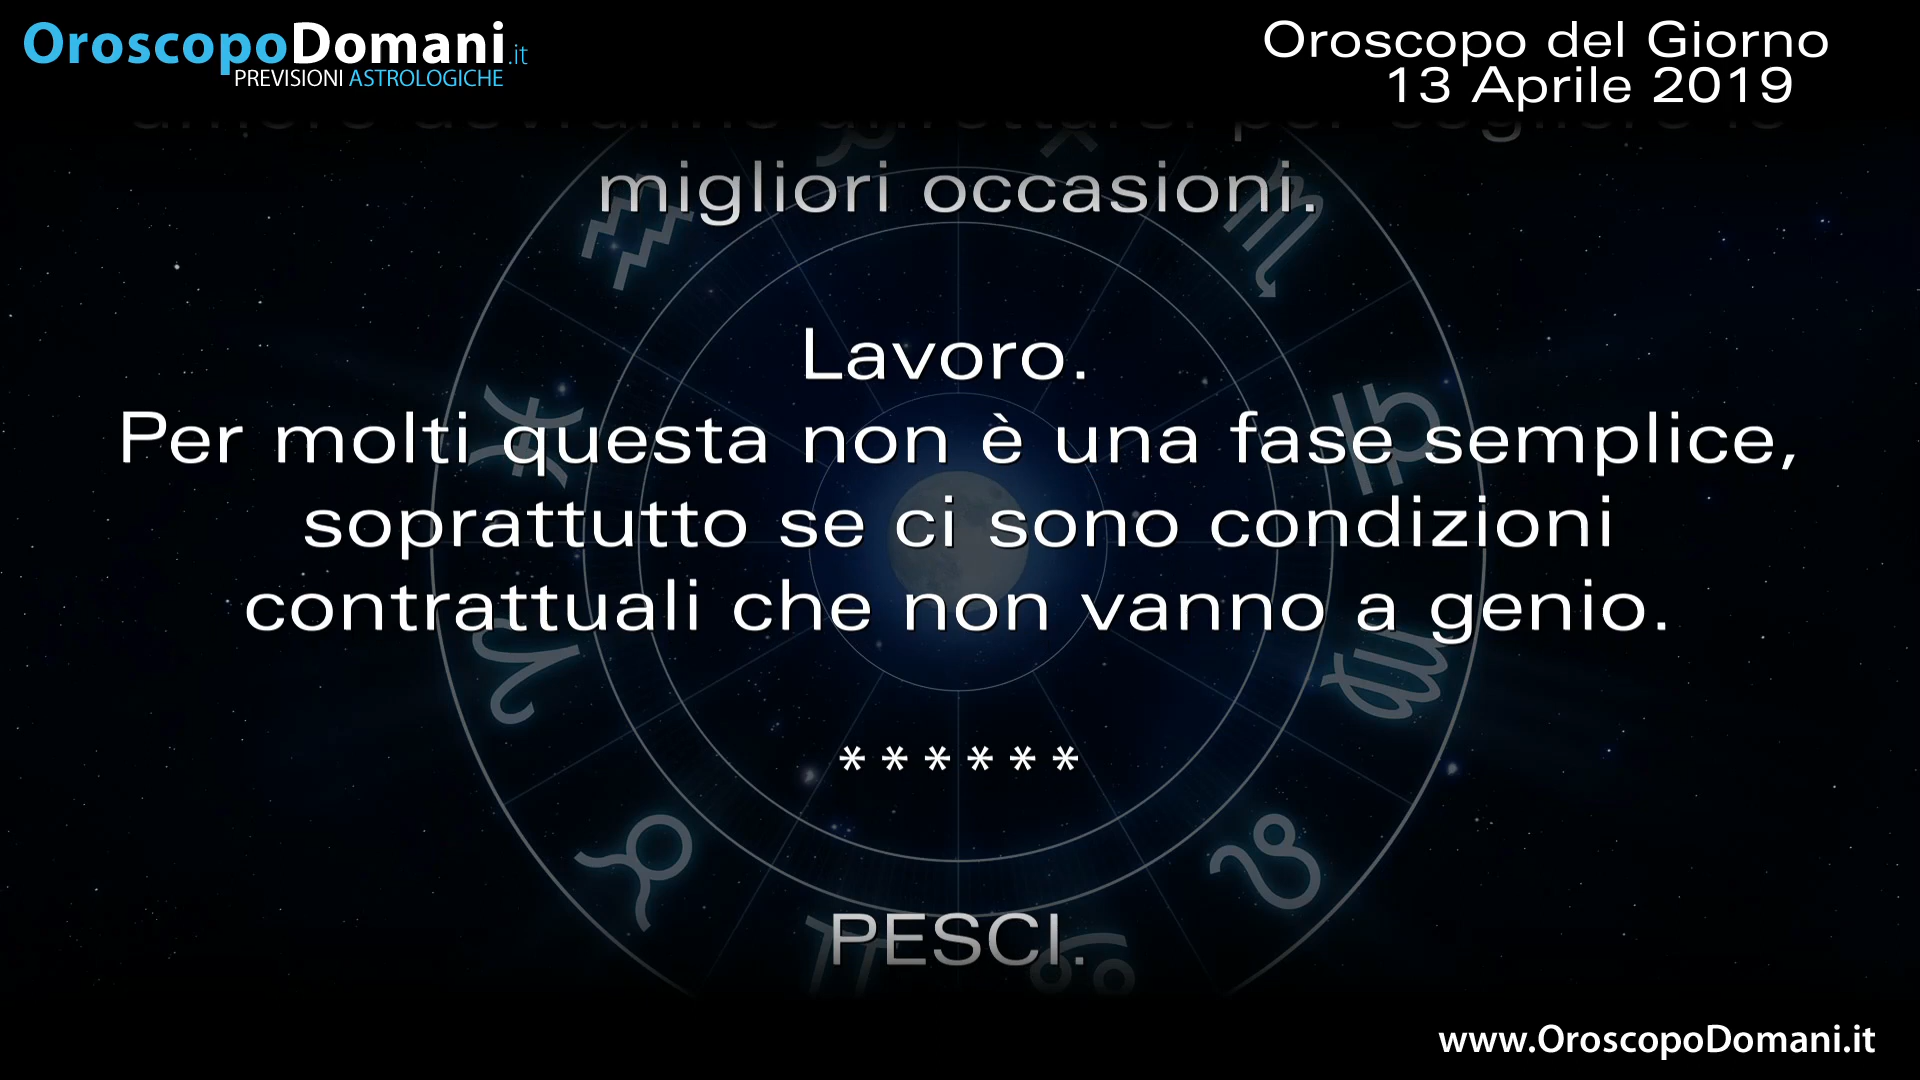 OroscopoDomani.it
PREVISIONI ASTROLOGICHE
Oroscopo del Giorno
13 Aprile 2019
migliori occasioni.
Lavoro.
Per molti questa non è una fase semplice,
soprattutto se ci sono condizioni
contrattuali che non vanno a genio.
******
PESCI.
www.OroscopoDomani.it